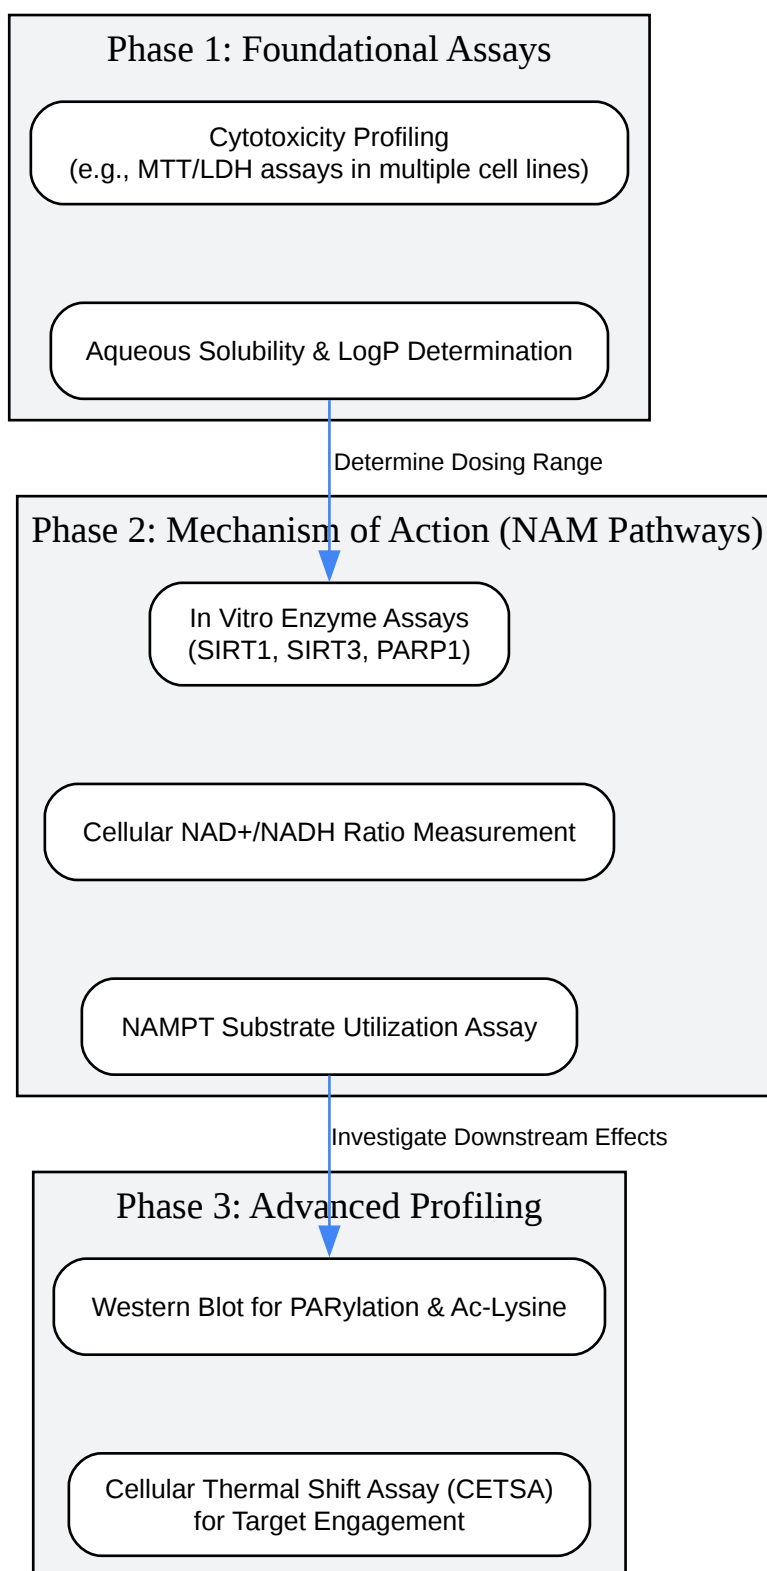 Phase 1: Foundational Assays
Cytotoxicity Profiling
(e.g., MTT/LDH assays in multiple cell lines)
Aqueous Solubility & LogP Determination
Determine Dosing Range
Phase 2: Mechanism of Action (NAM Pathways)
In Vitro Enzyme Assays
(SIRT1, SIRT3, PARP1)
Cellular NAD+/NADH Ratio Measurement
NAMPT Substrate Utilization Assay
Investigate Downstream Effects
Phase 3: Advanced Profiling
Western Blot for PARylation & Ac-Lysine
Cellular Thermal Shift Assay (CETSA)
for Target Engagement